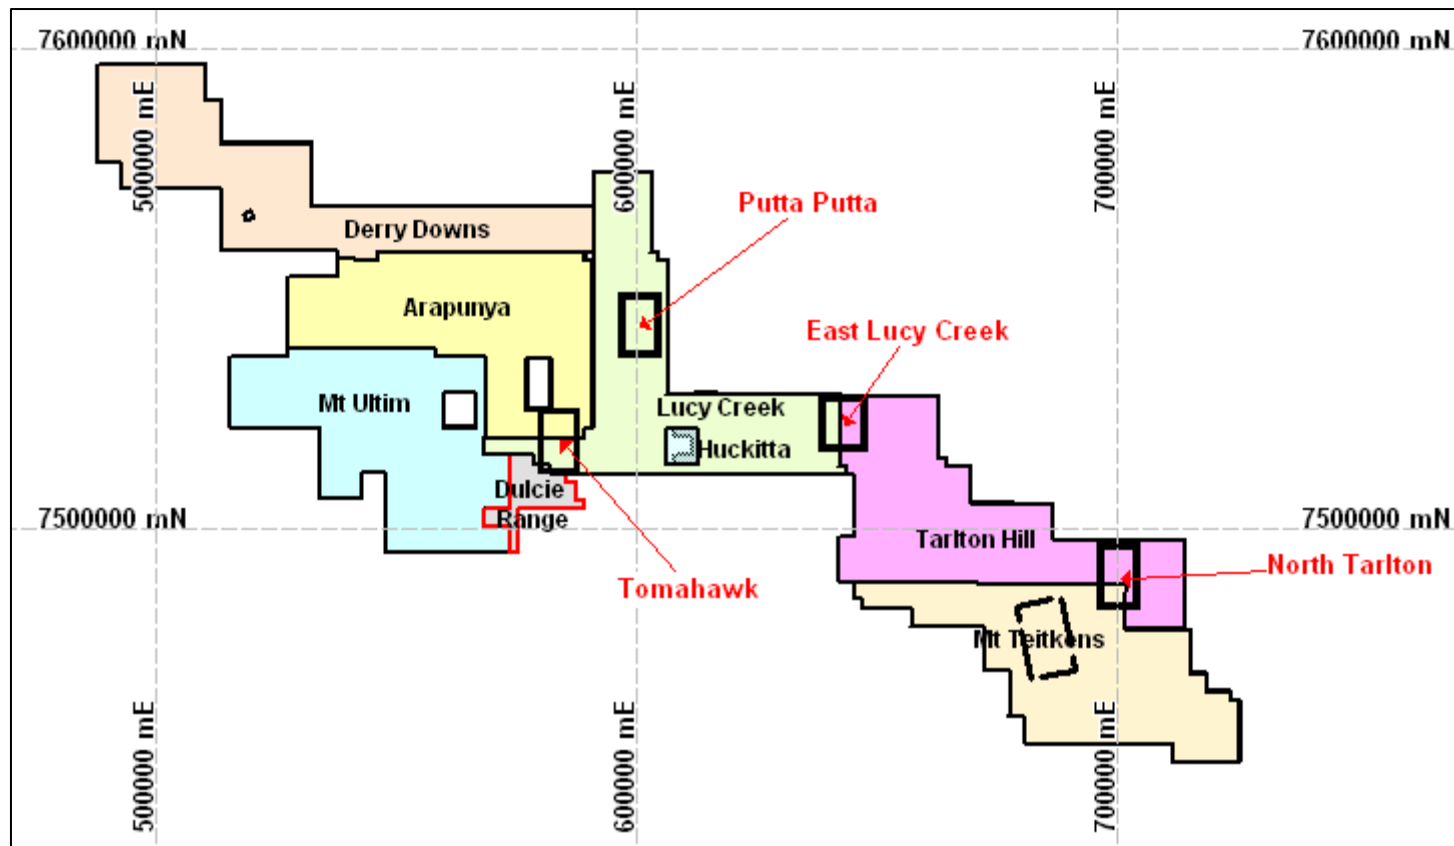 7600000 mN
7600000 mN
500000 mE
600000 mE
700000 mE
Putta Putta
Derry Downs
Arapunya
East Lucy Creek
Mt Ultim
Lucy Creek
Huckitta
Dulcie
Range
7500000 mN
7500000 mN
Tarlton Hill
North Tarlton
Tomahawk
Mt Teitkens
500000 mE
600000 mE
700000 mE